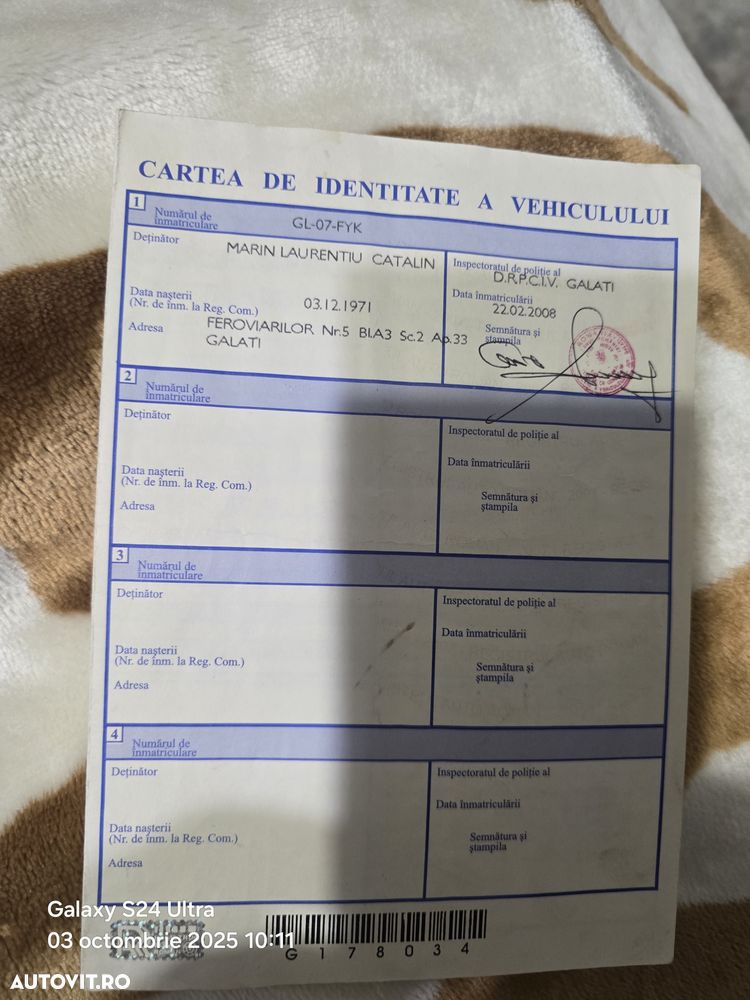 CARTEA DE IDENTITATE A VEHICULULUI
1
Numărul de
înmatriculare
GL-07-FYK
Deținător
MARIN LAURENTIU CATALIN
Data nașterii
(Nr. de înm. la Reg. Com.)
03.12.1971
Adresa
FEROVIARILOR Nr.5 Bl.A3 Sc.2 Ap.33
GALATI
Inspectoratul de poliție al
D.R.P.C.I.V. GALATI
Data înmatriculării
22.02.2008
Semnătura și
ștampila
2
Numărul de
înmatriculare
Deținător
Data nașterii
(Nr. de înm. la Reg. Com.)
Adresa
Inspectoratul de poliție al
Data înmatriculării
Semnătura și
ștampila
3
Numărul de
înmatriculare
Deținător
Data nașterii
(Nr. de înm. la Reg. Com.)
Adresa
Inspectoratul de poliție al
Data înmatriculării
Semnătura și
ștampila
4
Numărul de
înmatriculare
Deținător
Data nașterii
(Nr. de înm. la Reg. Com.)
Adresa
Inspectoratul de poliție al
Data înmatriculării
Semnătura și
ștampila
G178034
Galaxy S24 Ultra
03 octombrie 2025 10:11
AUTOVIT.RO